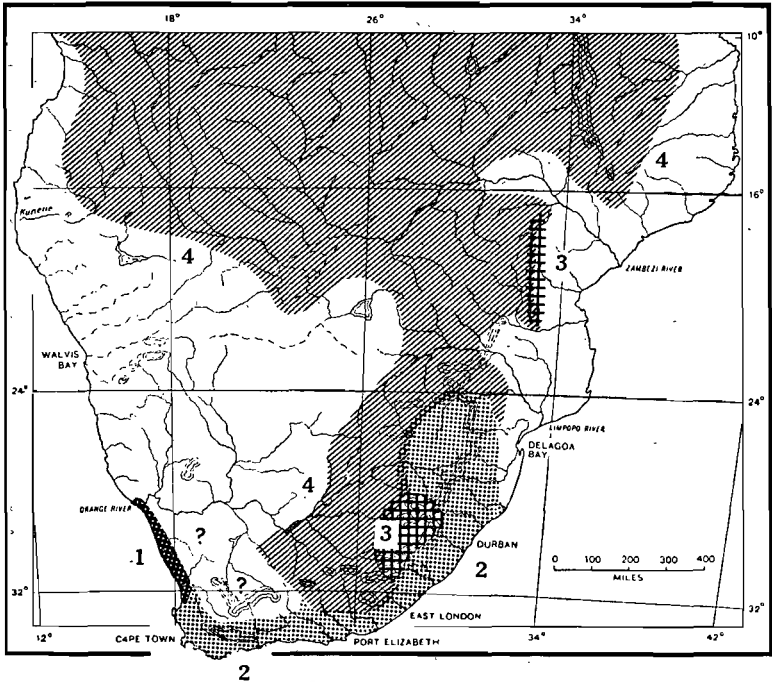 18° 26° 34°
10°
4
16°
Kunene
4
3
ZAMBEZI RIVER
WALVIS
BAY
24°
24°
LIMPOPO RIVER
DELAGOA
BAY
4
ORANGE RIVER
?
3
1
DURBAN
2
0 100 200 300 400
MILES
?
32°
32°
EAST LONDON
12° CAPE TOWN PORT ELIZABETH 34° 42°
2